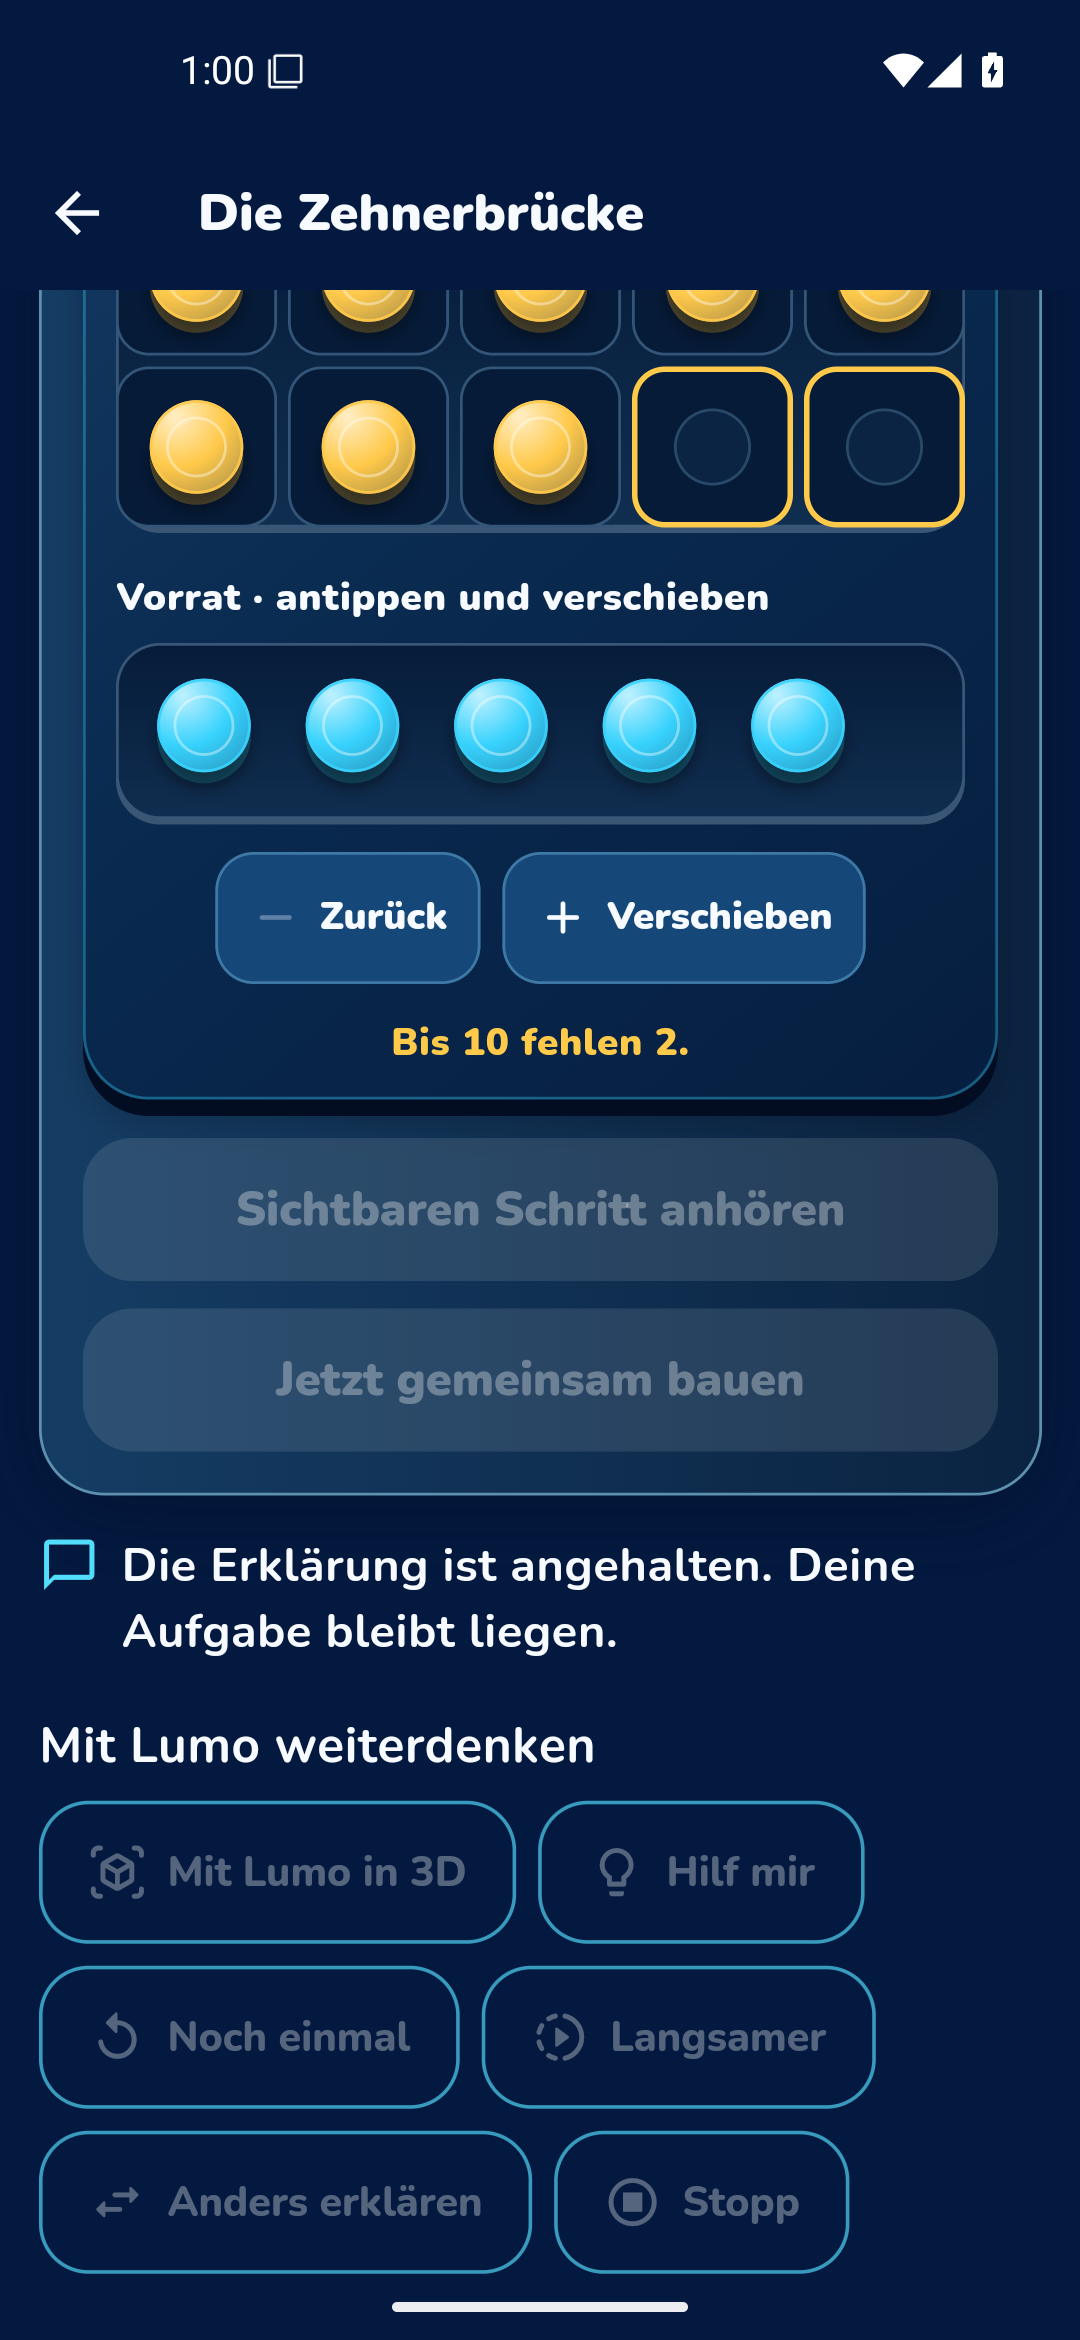 1:00
Die Zehnerbrücke
Vorrat · antippen und verschieben
Zurück
Verschieben
Bis 10 fehlen 2.
Sichtbaren Schritt anhören
Jetzt gemeinsam bauen
Die Erklärung ist angehalten. Deine
Aufgabe bleibt liegen.
Mit Lumo weiterdenken
Mit Lumo in 3D
Hilf mir
Noch einmal
Langsamer
Anders erklären
Stopp